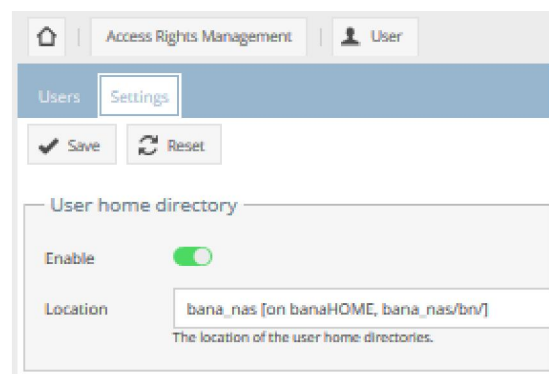 Access Rights Management | User
Users Settings
Save Reset
User home directory
Enable
Location bana_nas [on banaHOME, bana_nas/bn/]
The location of the user home directories.